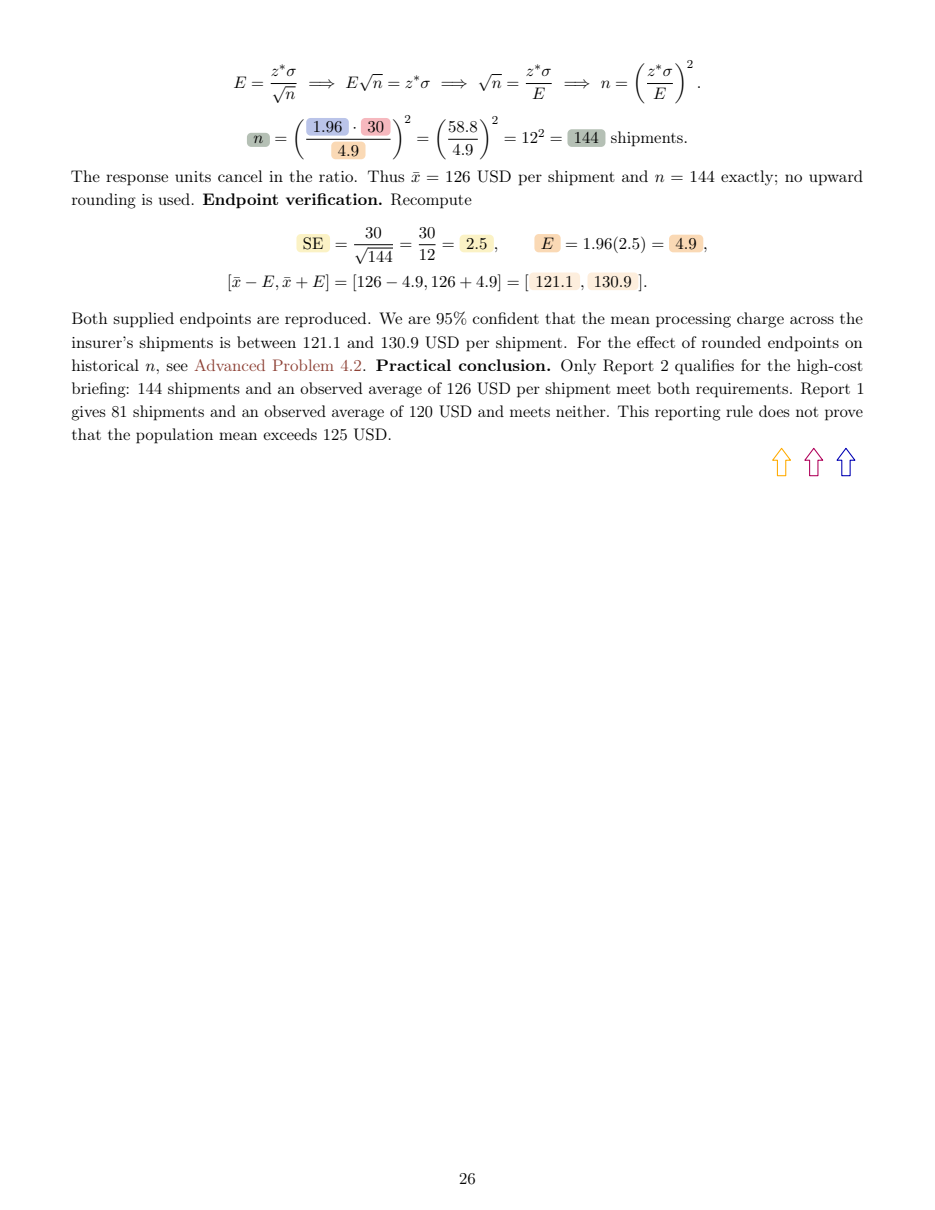 E = z*σ/√n ⟹ E√n = z*σ ⟹ √n = z*σ/E ⟹ n = (z*σ/E)².
n = (1.96 · 30/4.9)² = (58.8/4.9)² = 12² = 144 shipments.
The response units cancel in the ratio. Thus x̄ = 126 USD per shipment and n = 144 exactly; no upward
rounding is used. Endpoint verification. Recompute
SE = 30/√144 = 30/12 = 2.5, E = 1.96(2.5) = 4.9,
[x̄ − E, x̄ + E] = [126 − 4.9, 126 + 4.9] = [121.1, 130.9].
Both supplied endpoints are reproduced. We are 95% confident that the mean processing charge across the
insurer's shipments is between 121.1 and 130.9 USD per shipment. For the effect of rounded endpoints on
historical n, see Advanced Problem 4.2. Practical conclusion. Only Report 2 qualifies for the high-cost
briefing: 144 shipments and an observed average of 126 USD per shipment meet both requirements. Report 1
gives 81 shipments and an observed average of 120 USD and meets neither. This reporting rule does not prove
that the population mean exceeds 125 USD.
26